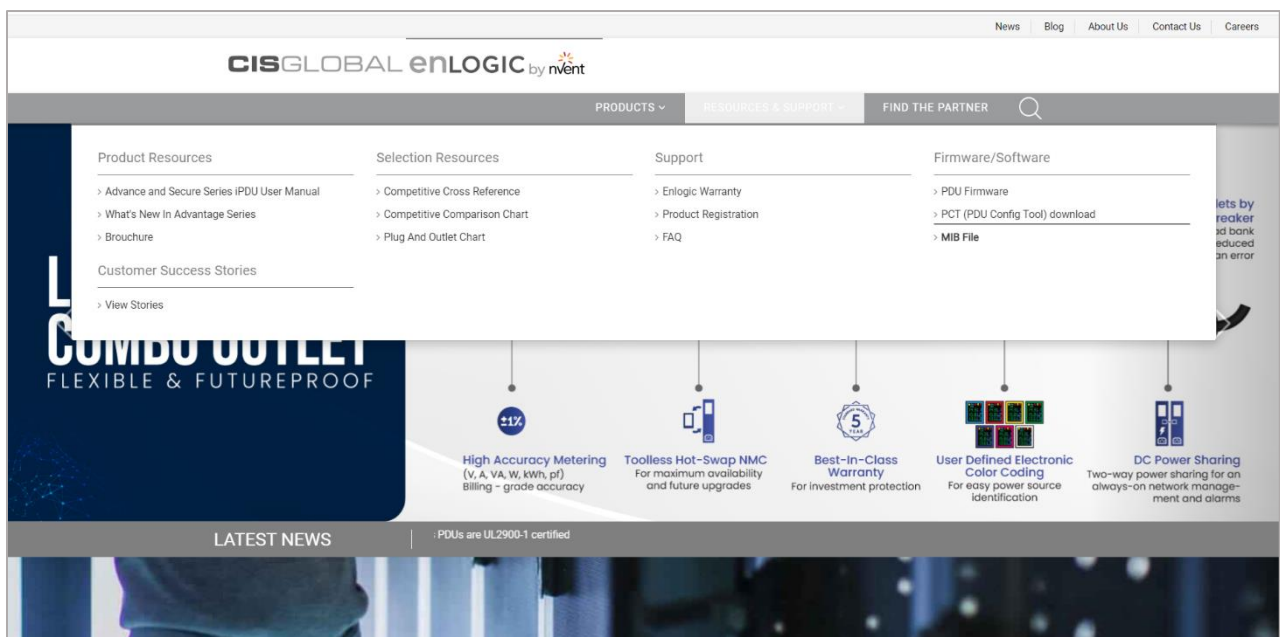 News
Blog
About Us
Contact Us
Careers
CISGLOBAL enLOGIC by nvent
PRODUCTS
RESOURCES & SUPPORT
FIND THE PARTNER
Product Resources
> Advance and Secure Series iPDU User Manual
> What's New In Advantage Series
> Brouchure
Customer Success Stories
> View Stories
Selection Resources
> Competitive Cross Reference
> Competitive Comparison Chart
> Plug And Outlet Chart
Support
> Enlogic Warranty
> Product Registration
> FAQ
Firmware/Software
> PDU Firmware
> PCT (PDU Config Tool) download
> MIB File
lets by
reaker
ad bank
educed
an error
COMBO OUTLET
FLEXIBLE & FUTUREPROOF
±1%
High Accuracy Metering
(V, A, VA, W, kWh, pf)
Billing - grade accuracy
Toolless Hot-Swap NMC
For maximum availability
and future upgrades
5
YEAR
Best-In-Class
Warranty
For investment protection
User Defined Electronic
Color Coding
For easy power source
identification
DC Power Sharing
Two-way power sharing for an
always-on network manage-
ment and alarms
LATEST NEWS
PDUs are UL2900-1 certified